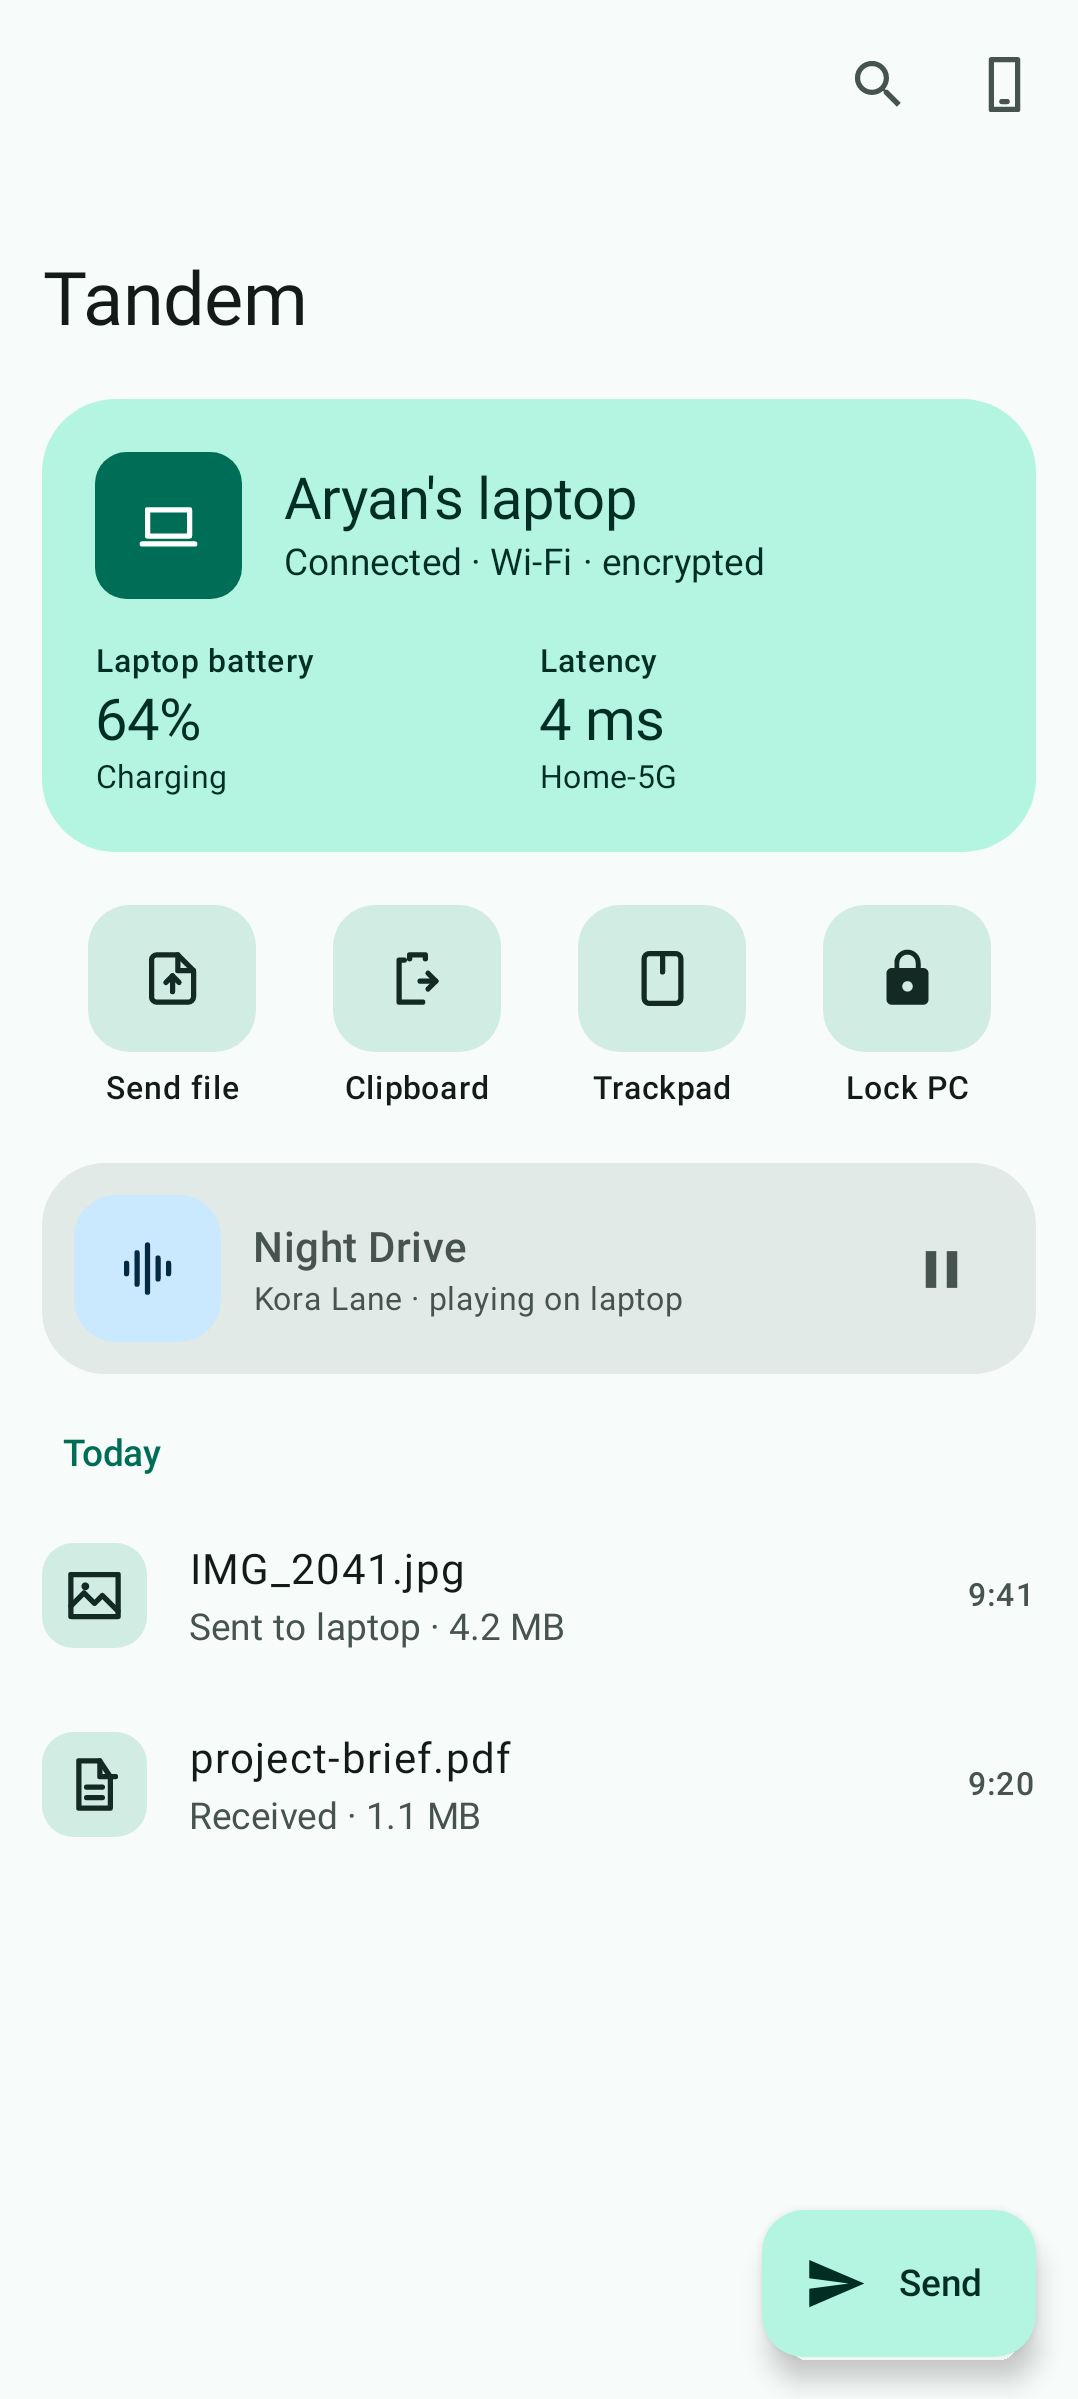 Tandem
Aryan's laptop
Connected · Wi-Fi · encrypted
Laptop battery
64%
Charging
Latency
4 ms
Home-5G
Send file
Clipboard
Trackpad
Lock PC
Night Drive
Kora Lane · playing on laptop
Today
IMG_2041.jpg
Sent to laptop · 4.2 MB
9:41
project-brief.pdf
Received · 1.1 MB
9:20
Send